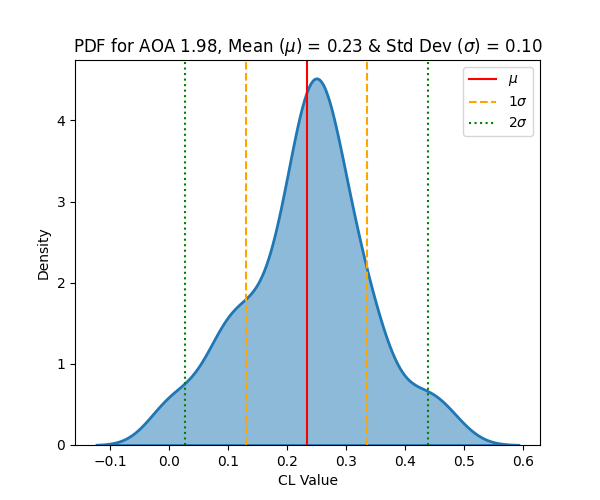 PDF for AOA 1.98, Mean (μ) = 0.23 & Std Dev (σ) = 0.10
μ
1σ
2σ
Density
4
3
2
1
0
−0.1 0.0 0.1 0.2 0.3 0.4 0.5 0.6
CL Value